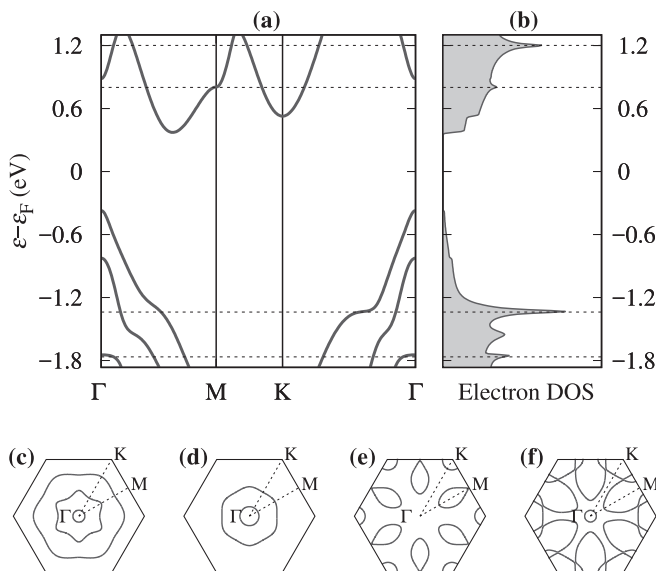 (a) (b)
1.2 1.2
0.6 0.6
0 0
−0.6 −0.6
−1.2 −1.2
−1.8 −1.8
ε−εF (eV)
Γ M K Γ Electron DOS
(c) (d) (e) (f)
K K K K
M M M M
Γ Γ Γ Γ